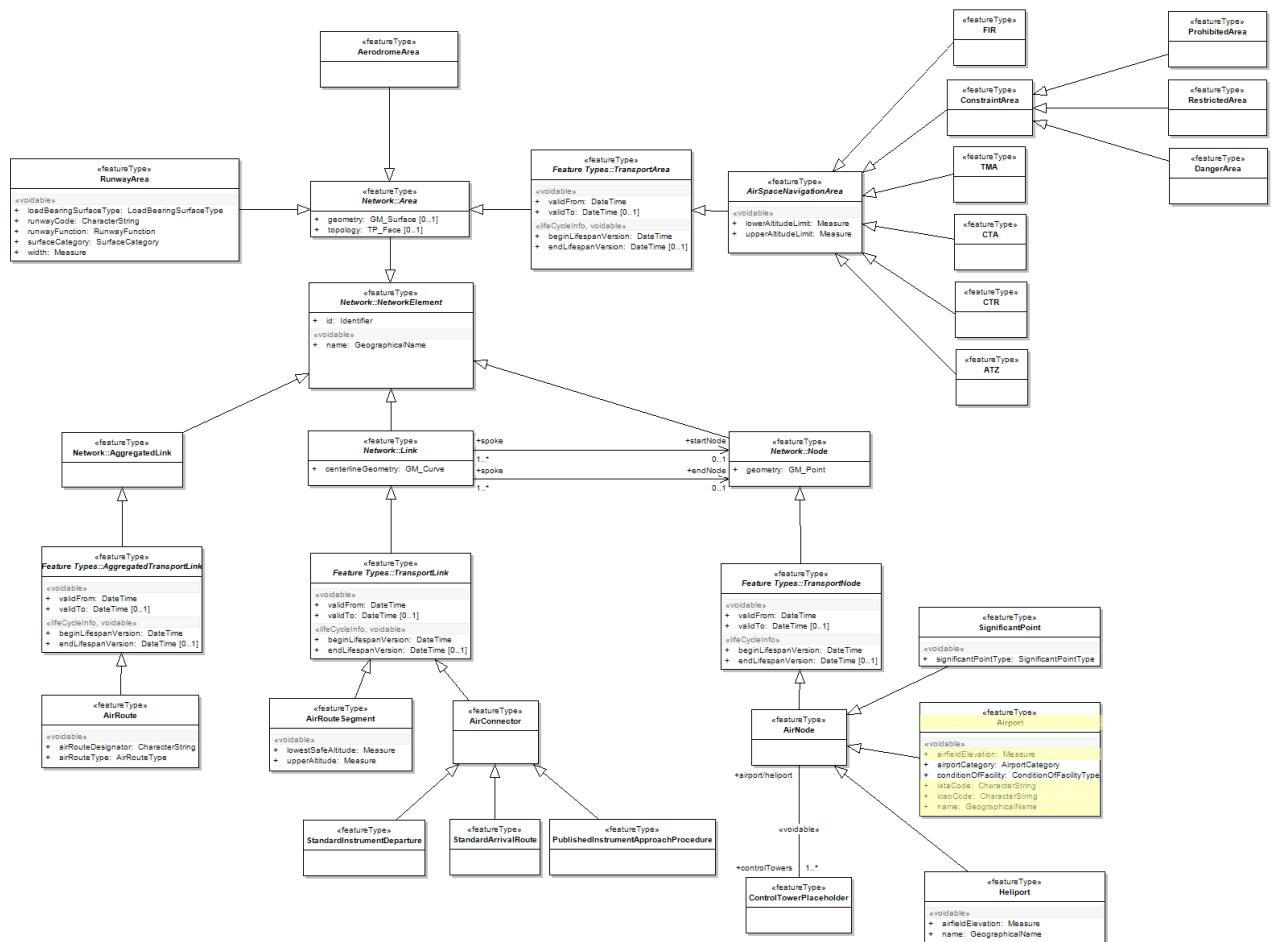 «featureType»
FIR
«featureType»
ProhibitedArea
«featureType»
AerodromeArea
«featureType»
ConstraintArea
«featureType»
RestrictedArea
«featureType»
TMA
«featureType»
DangerArea
«featureType»
RunwayArea
«voidable»
+ loadBearingSurfaceType: LoadBearingSurfaceType
+ runwayCode: CharacterString
+ runwayFunction: RunwayFunction
+ surfaceCategory: SurfaceCategory
+ width: Measure
«featureType»
Network::Area
+ geometry: GM_Surface [0..1]
+ topology: TP_Face [0..1]
«featureType»
Feature Types::TransportArea
«voidable»
+ validFrom: DateTime
+ validTo: DateTime [0..1]
«lifeCycleInfo, voidable»
+ beginLifespanVersion: DateTime
+ endLifespanVersion: DateTime [0..1]
«featureType»
AirSpaceNavigationArea
«voidable»
+ lowerAltitudeLimit: Measure
+ upperAltitudeLimit: Measure
«featureType»
CTA
«featureType»
CTR
«featureType»
ATZ
«featureType»
Network::NetworkElement
+ id: Identifier
«voidable»
+ name: GeographicalName
«featureType»
Network::AggregatedLink
«featureType»
Network::Link
+ centerlineGeometry: GM_Curve
+spoke
1..*
+startNode
0..1
+spoke
1..*
+endNode
0..1
«featureType»
Network::Node
+ geometry: GM_Point
«featureType»
Feature Types::AggregatedTransportLink
«voidable»
+ validFrom: DateTime
+ validTo: DateTime [0..1]
«lifeCycleInfo, voidable»
+ beginLifespanVersion: DateTime
+ endLifespanVersion: DateTime [0..1]
«featureType»
Feature Types::TransportLink
«voidable»
+ validFrom: DateTime
+ validTo: DateTime [0..1]
«lifeCycleInfo, voidable»
+ beginLifespanVersion: DateTime
+ endLifespanVersion: DateTime [0..1]
«featureType»
Feature Types::TransportNode
«voidable»
+ validFrom: DateTime
+ validTo: DateTime [0..1]
«lifeCycleInfo»
+ beginLifespanVersion: DateTime
+ endLifespanVersion: DateTime [0..1]
«featureType»
SignificantPoint
«voidable»
+ significantPointType: SignificantPointType
«featureType»
AirRoute
«voidable»
+ airRouteDesignator: CharacterString
+ airRouteType: AirRouteType
«featureType»
AirRouteSegment
«voidable»
+ lowestSafeAltitude: Measure
+ upperAltitude: Measure
«featureType»
AirConnector
«featureType»
AirNode
«featureType»
Airport
«voidable»
+ airfieldElevation: Measure
+ airportCategory: AirportCategory
+ conditionOfFacility: ConditionOfFacilityType
+ iataCode: CharacterString
+ icaoCode: CharacterString
+ name: GeographicalName
+airport/heliport
«voidable»
+controlTowers
1..*
«featureType»
StandardInstrumentDeparture
«featureType»
StandardArrivalRoute
«featureType»
PublishedInstrumentApproachProcedure
«featureType»
ControlTowerPlaceholder
«featureType»
Heliport
«voidable»
+ airfieldElevation: Measure
+ name: GeographicalName